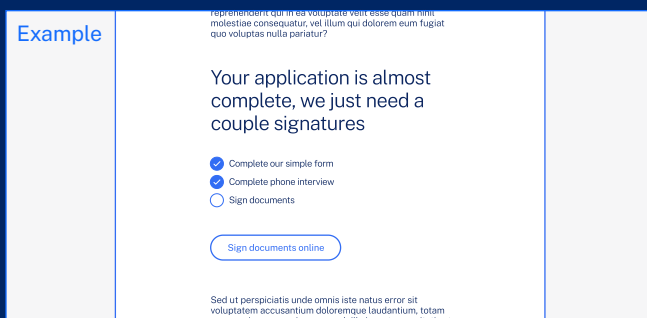 Example
reprehenderit qui in ea voluptate velit esse quam nihil
molestiae consequatur, vel illum qui dolorem eum fugiat
quo voluptas nulla pariatur?
Your application is almost
complete, we just need a
couple signatures
Complete our simple form
Complete phone interview
Sign documents
Sign documents online
Sed ut perspiciatis unde omnis iste natus error sit
voluptatem accusantium doloremque laudantium, totam